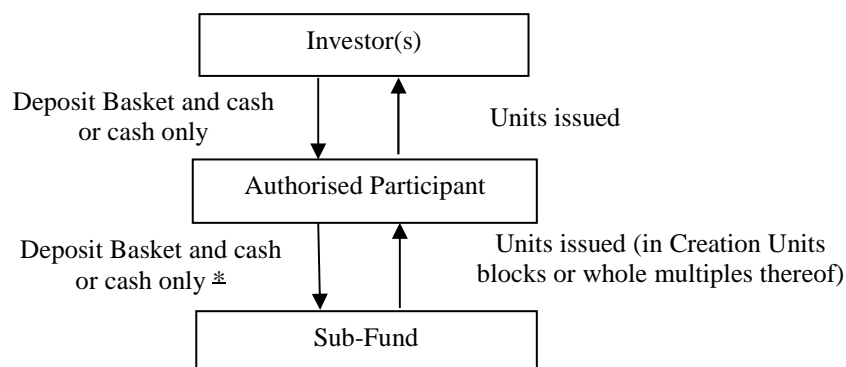 Investor(s)
Deposit Basket and cash
or cash only
Units issued
Authorised Participant
Deposit Basket and cash
or cash only *
Units issued (in Creation Units
blocks or whole multiples thereof)
Sub-Fund